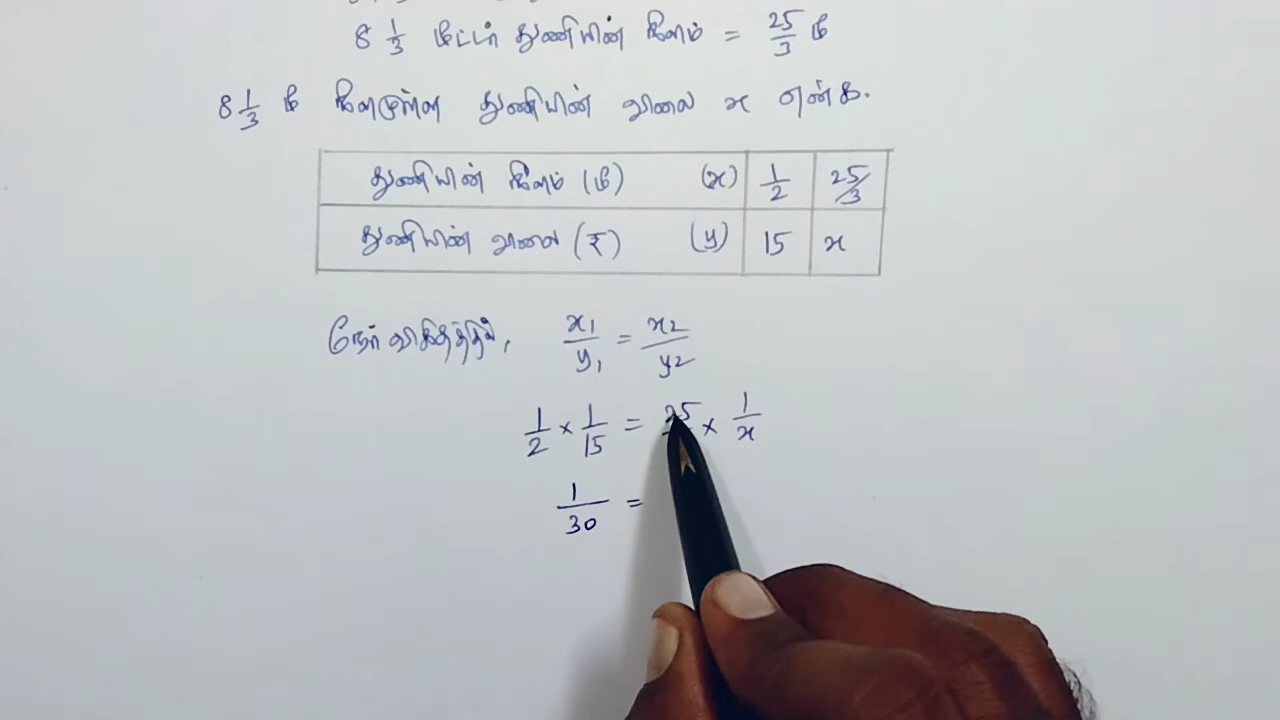 8 1/3 மீட்டர் துணியின் நீளம் = 25/3 மீ
8 1/3 மீ நீளமுள்ள துணியின் விலை x என்க.
துணியின் நீளம் (மீ) (x) 1/2 25/3
துணியின் விலை (₹) (y) 15 x
நேர் விகிதத்தில், x1/y1 = x2/y2
1/2 × 1/15 = 25 × 1/x
1/30 =